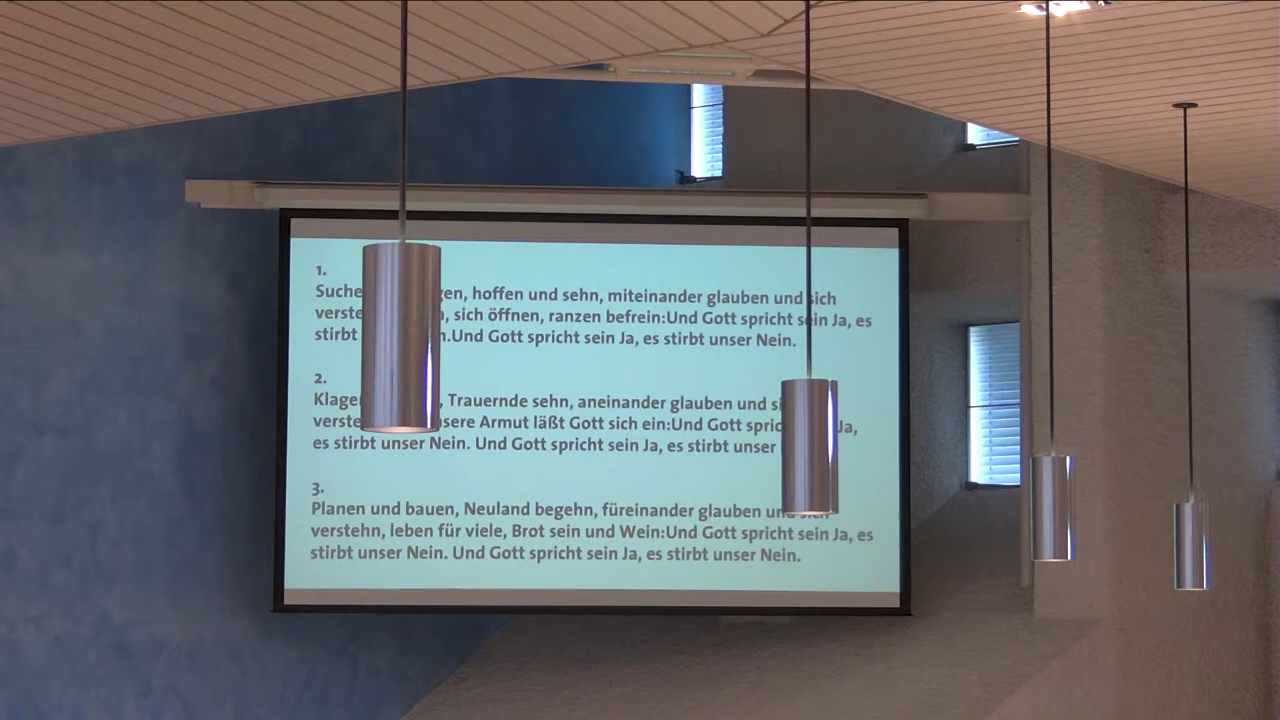 1.
Suche gen, hoffen und sehn, miteinander glauben und sich
verste , sich öffnen, ranzen befrein:Und Gott spricht sein Ja, es
stirbt n.Und Gott spricht sein Ja, es stirbt unser Nein.
2.
Klage , Trauernde sehn, aneinander glauben und
verste sere Armut läßt Gott sich ein:Und Gott Ja,
es stirbt unser Nein. Und Gott spricht sein Ja, es stirbt unser
3.
Planen und bauen, Neuland begehn, füreinander glauben und sich
verstehn, leben für viele, Brot sein und Wein:Und Gott spricht sein Ja, es
stirbt unser Nein. Und Gott spricht sein Ja, es stirbt unser Nein.